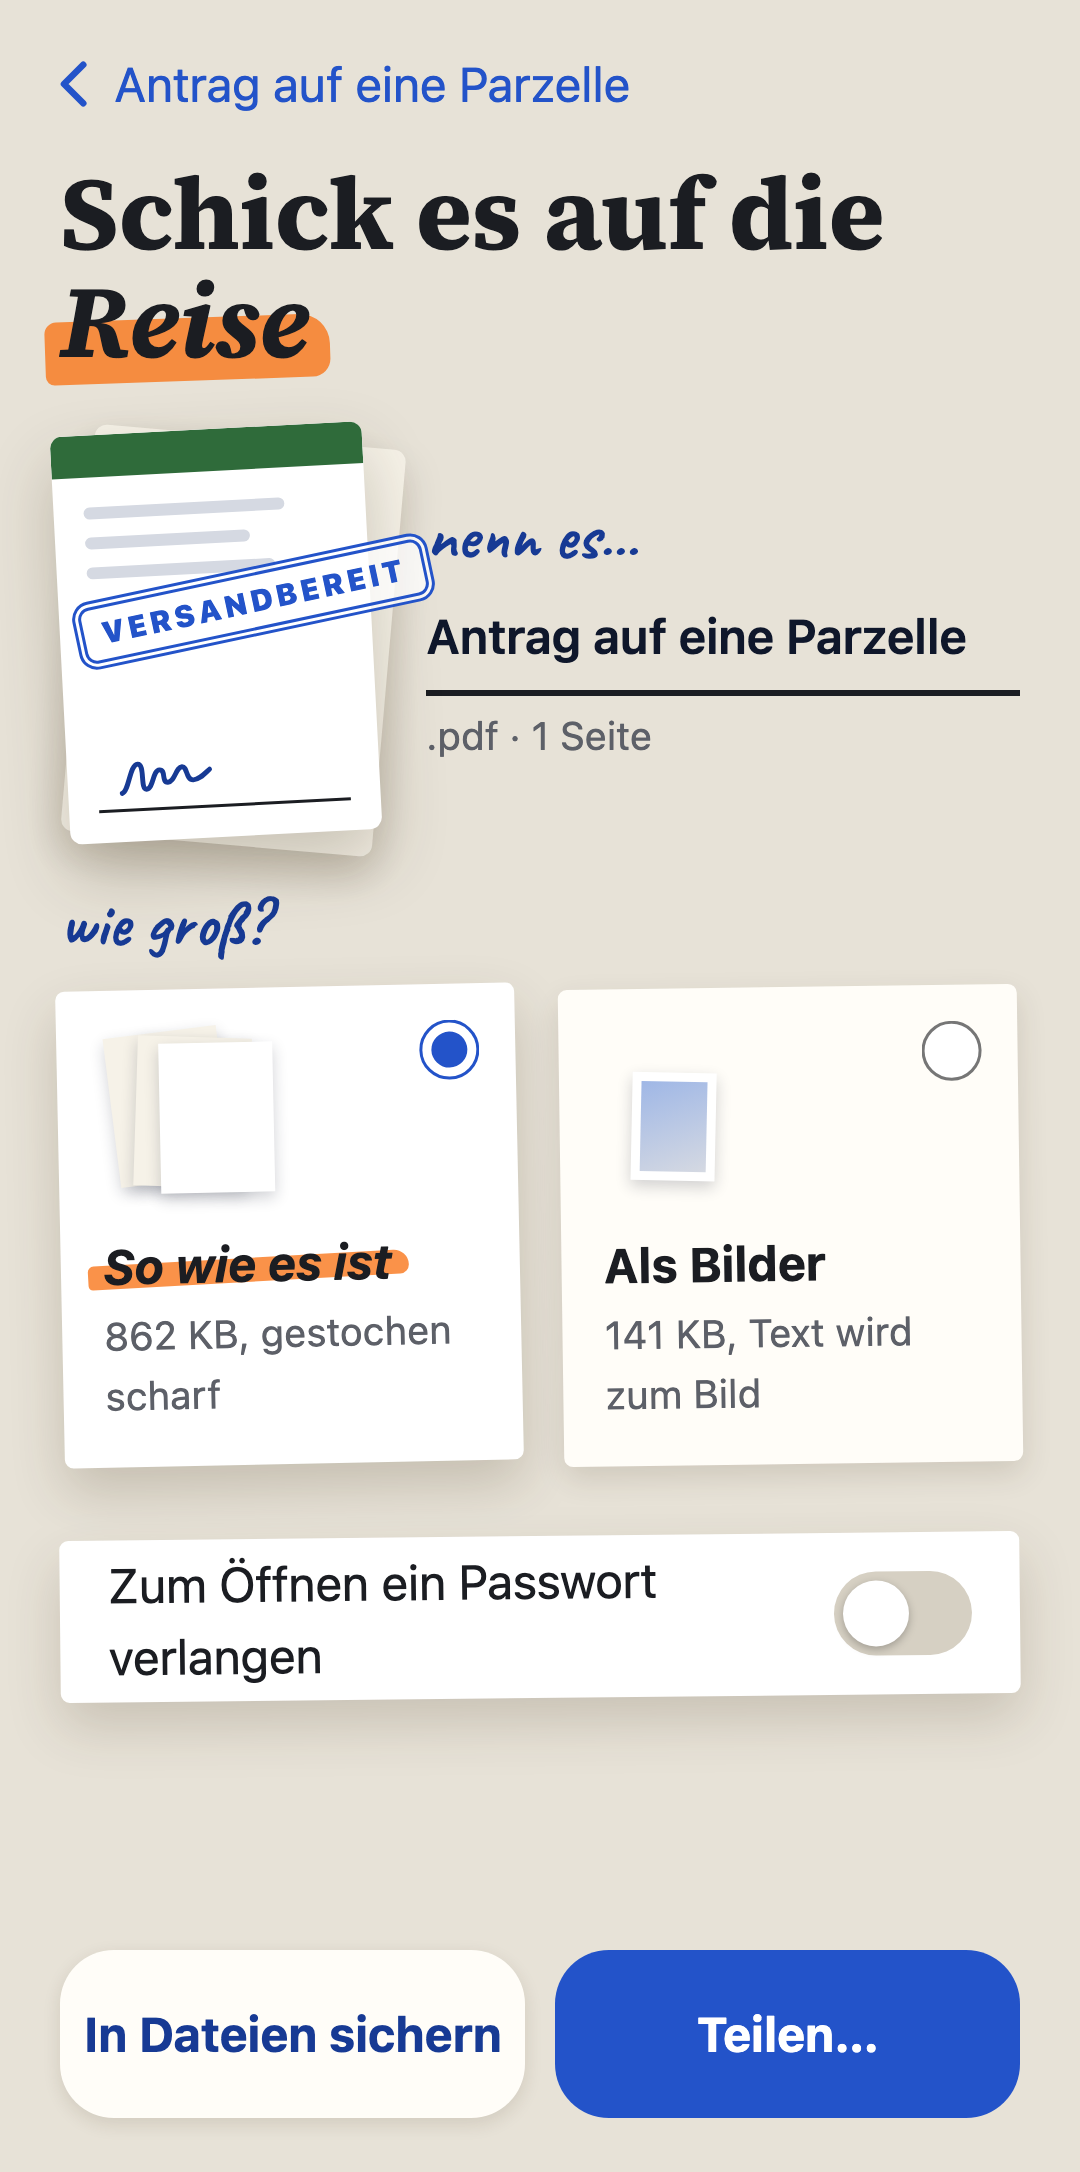 Antrag auf eine Parzelle
Schick es auf die
Reise
VERSANDBEREIT
nenn es...
Antrag auf eine Parzelle
.pdf · 1 Seite
wie groß?
So wie es ist
862 KB, gestochen
scharf
Als Bilder
141 KB, Text wird
zum Bild
Zum Öffnen ein Passwort
verlangen
In Dateien sichern
Teilen...